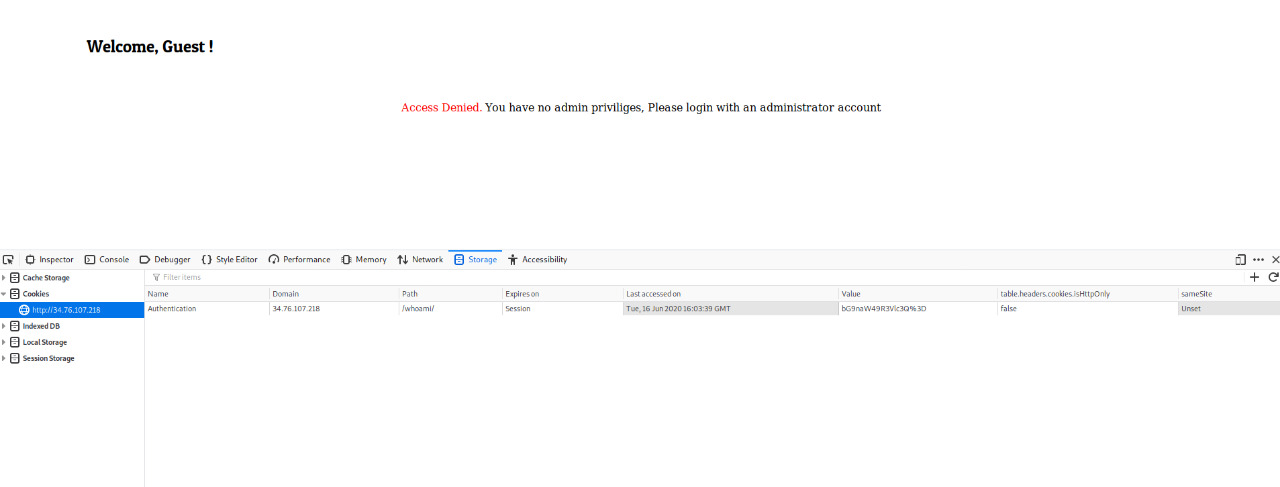 Welcome, Guest !
Access Denied. You have no admin priviliges, Please login with an administrator account
Inspector Console Debugger Style Editor Performance Memory Network Storage Accessibility
Cache Storage
Filter items
Cookies
Name Domain Path Expires on Last accessed on Value table.headers.cookies.isHttpOnly sameSite
http://34.76.107.218
Authentication 34.76.107.218 /whoami/ Session Tue, 16 Jun 2020 16:03:39 GMT bG9naW49R3Vlc3Q%3D false Unset
Indexed DB
Local Storage
Session Storage